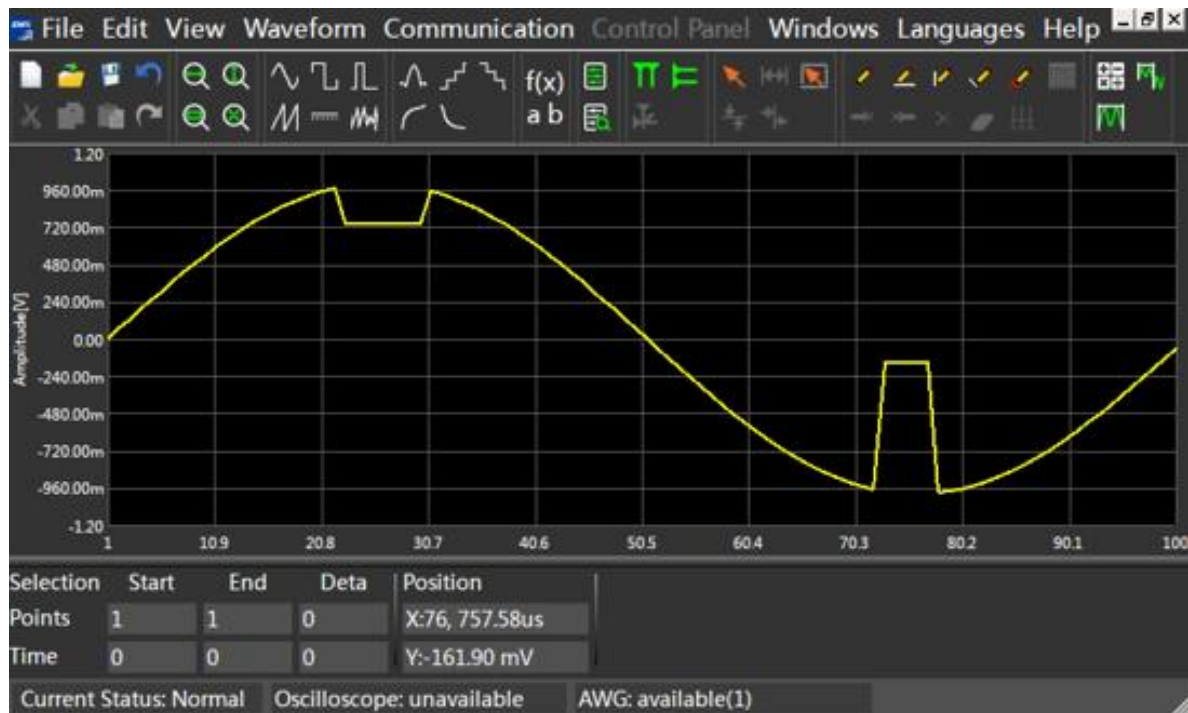 File Edit View Waveform Communication Control Panel Windows Languages Help
f(x)
a b
1.20
960.00m
720.00m
480.00m
240.00m
0.00
-240.00m
-480.00m
-720.00m
-960.00m
-1.20
Amplitude[V]
1 10.9 20.8 30.7 40.6 50.5 60.4 70.3 80.2 90.1 100
Selection Start End Deta Position
Points 1 1 0 X:76, 757.58us
Time 0 0 0 Y:-161.90 mV
Current Status: Normal Oscilloscope: unavailable AWG: available(1)